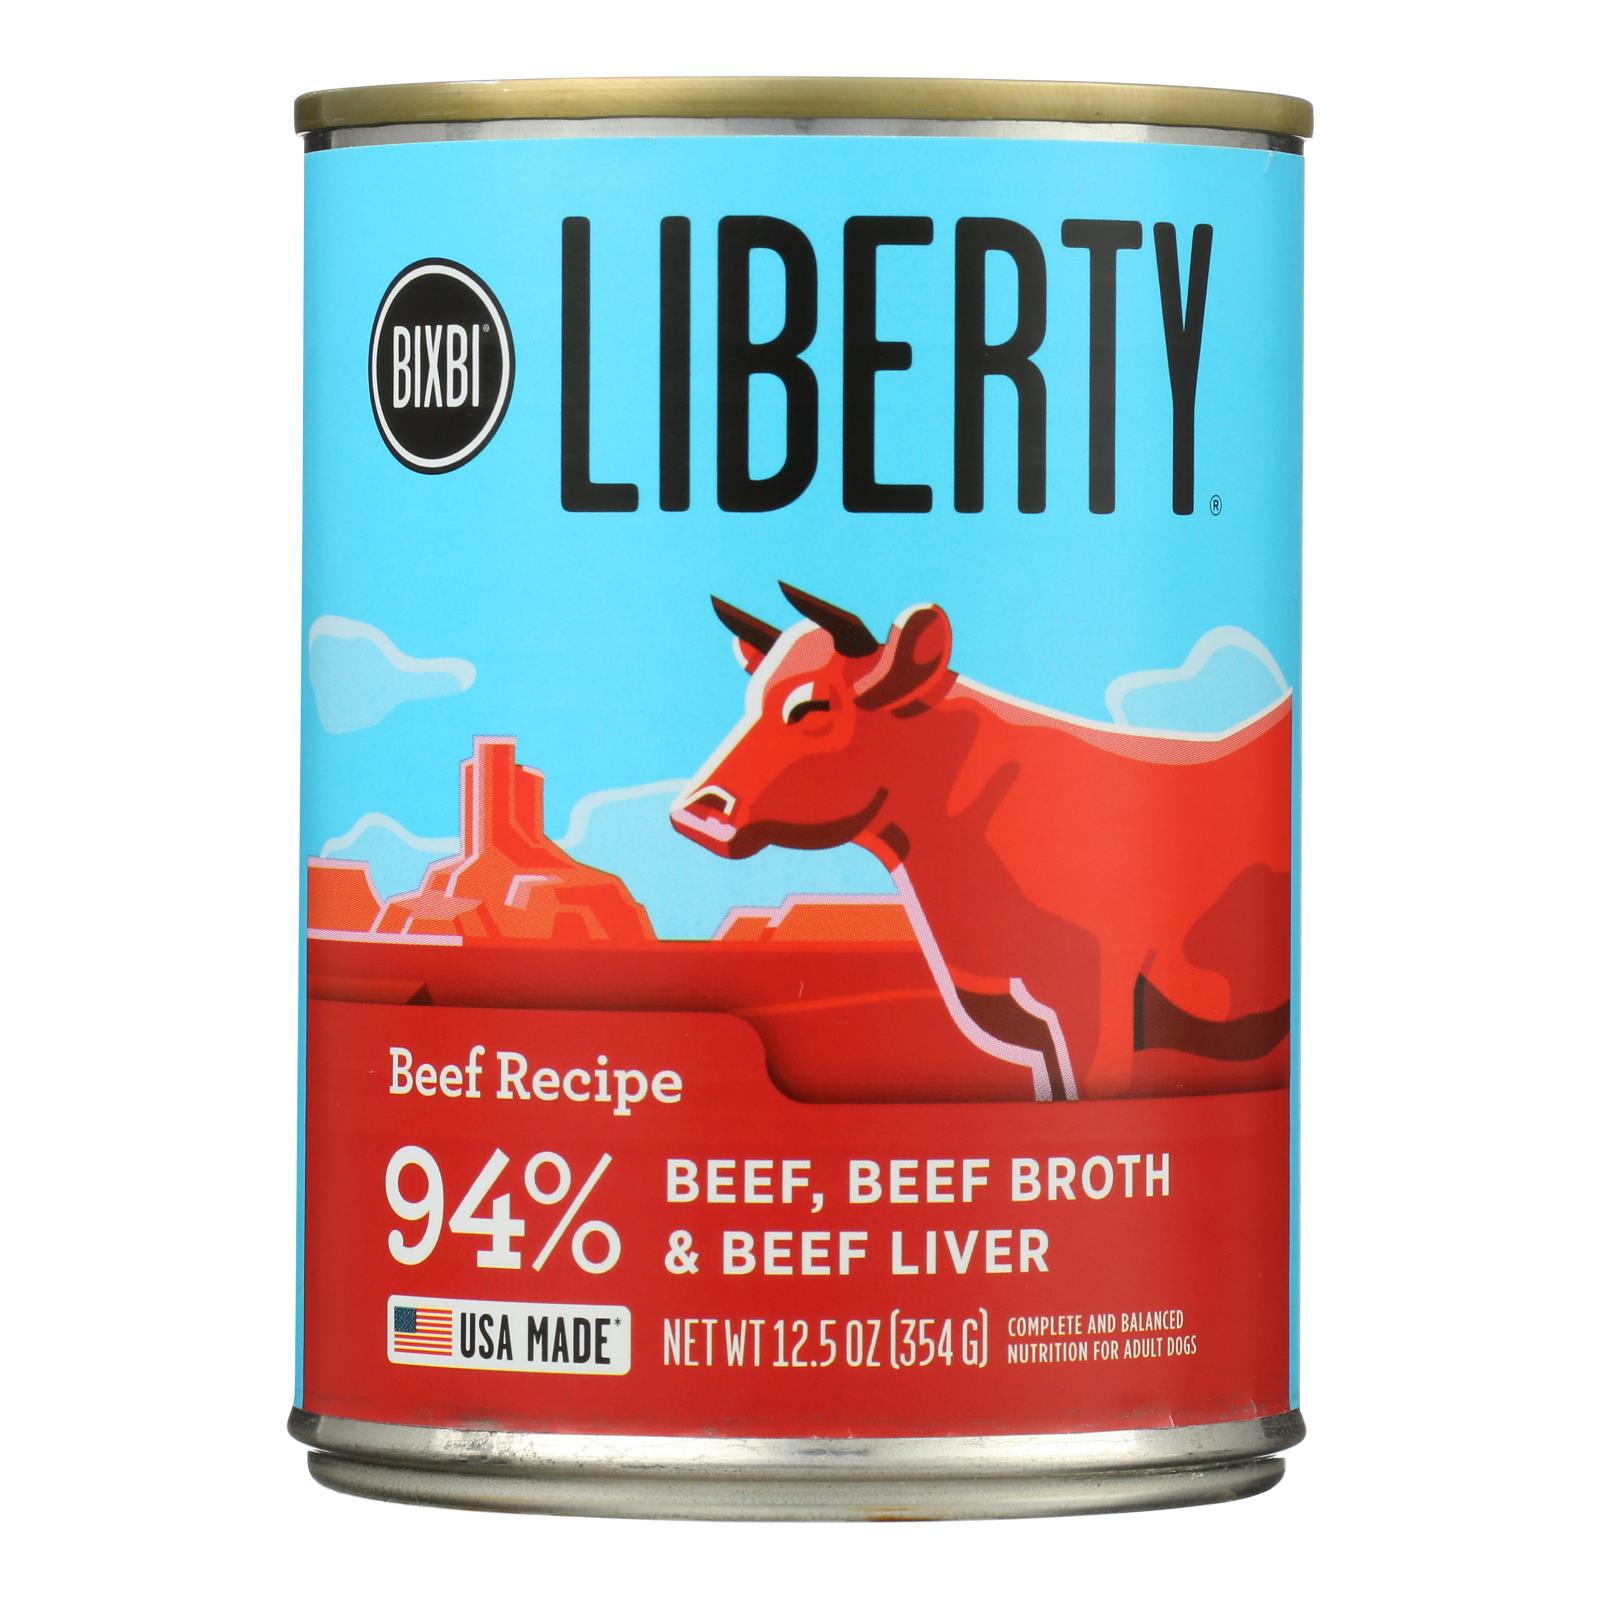 BIXBI®
LIBERTY®
Beef Recipe
94%
BEEF, BEEF BROTH
& BEEF LIVER
USA MADE*
NET WT 12.5 OZ (354 G)
COMPLETE AND BALANCED
NUTRITION FOR ADULT DOGS